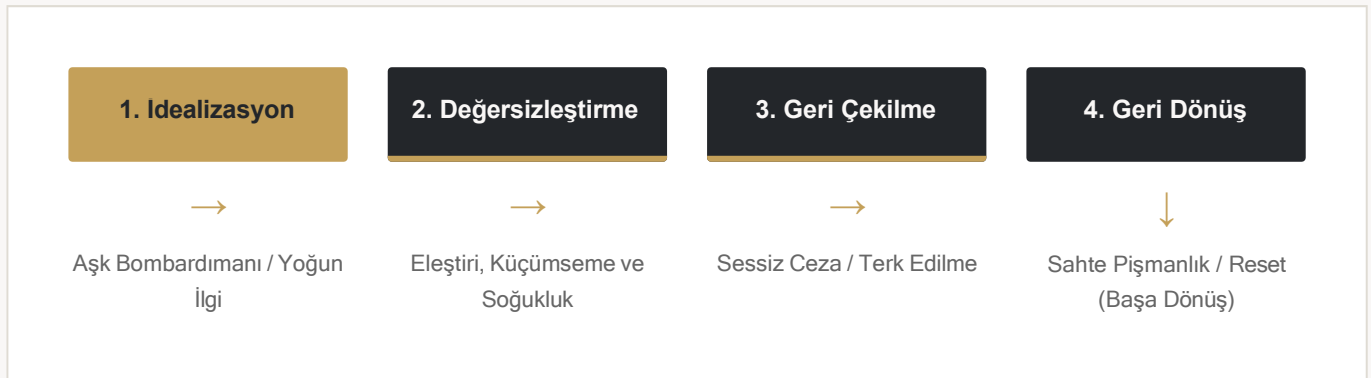 1. Idealizasyon
→
Aşk Bombardımanı / Yoğun
İlgi
2. Değersizleştirme
→
Eleştiri, Küçümseme ve
Soğukluk
3. Geri Çekilme
→
Sessiz Ceza / Terk Edilme
4. Geri Dönüş
↓
Sahte Pişmanlık / Reset
(Başa Dönüş)